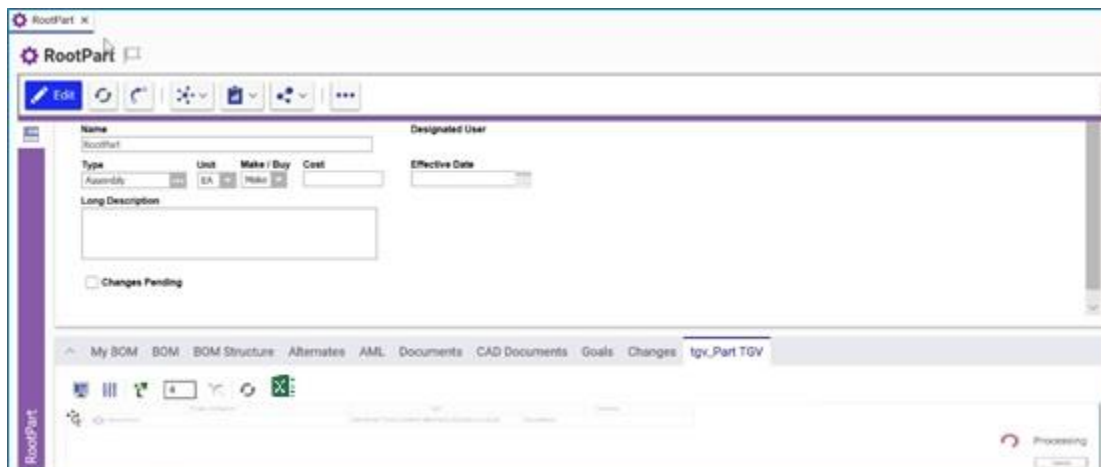 RootPart ×
RootPart
Edit
Name
RootPart
Designated User
Type
Unit
Make / Buy
Cost
Effective Date
Assembly
EA
Make
Long Description
Changes Pending
My BOM BOM BOM Structure Alternates AML Documents CAD Documents Goals Changes tgv_Part TGV
RootPart
Processing